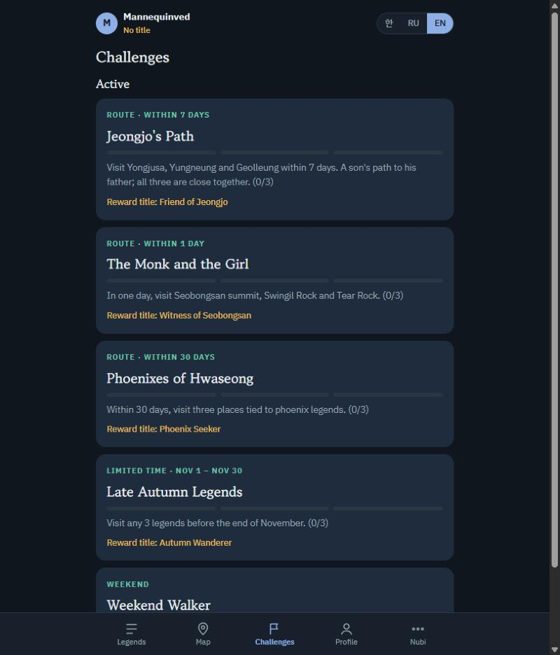 M
Mannequinved
No title
한 RU EN
Challenges
Active
ROUTE · WITHIN 7 DAYS
Jeongjo's Path
Visit Yongjusa, Yungneung and Geolleung within 7 days. A son's path to his
father; all three are close together. (0/3)
Reward title: Friend of Jeongjo
ROUTE · WITHIN 1 DAY
The Monk and the Girl
In one day, visit Seobongsan summit, Swingil Rock and Tear Rock. (0/3)
Reward title: Witness of Seobongsan
ROUTE · WITHIN 30 DAYS
Phoenixes of Hwaseong
Within 30 days, visit three places tied to phoenix legends. (0/3)
Reward title: Phoenix Seeker
LIMITED TIME · NOV 1 – NOV 30
Late Autumn Legends
Visit any 3 legends before the end of November. (0/3)
Reward title: Autumn Wanderer
WEEKEND
Weekend Walker
Legends Map Challenges Profile Nubi